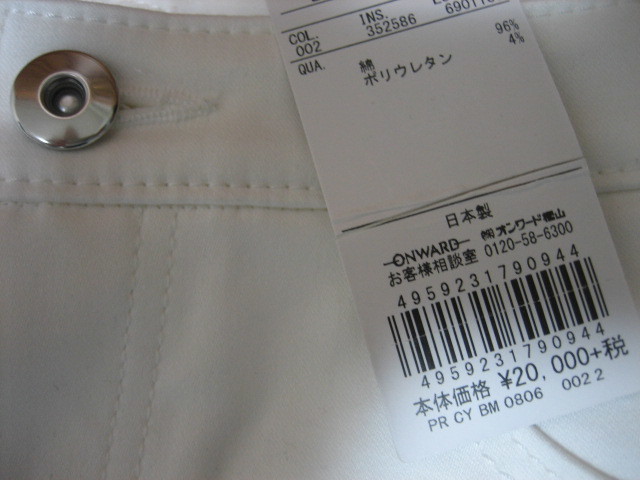 COL. INS.
002 352586
QUA. 綿 96%
ポリウレタン 4%
日本製
ONWARD ㈱オンワード樫山
お客様相談室 0120-58-6300
4959231790944
4959231790944
本体価格 ¥20,000+税
PR CY BM 0806 0022